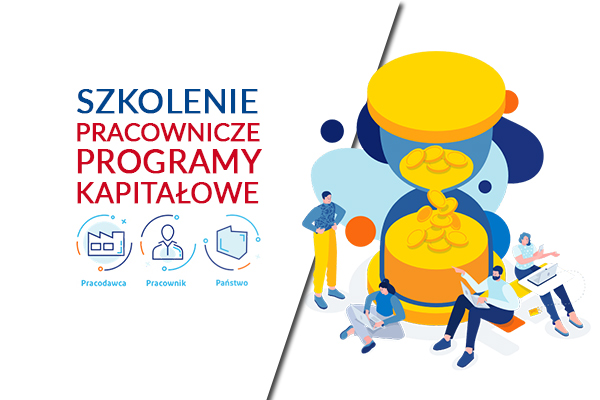 SZKOLENIE
PRACOWNICZE
PROGRAMY
KAPITAŁOWE
Pracodawca Pracownik Państwo